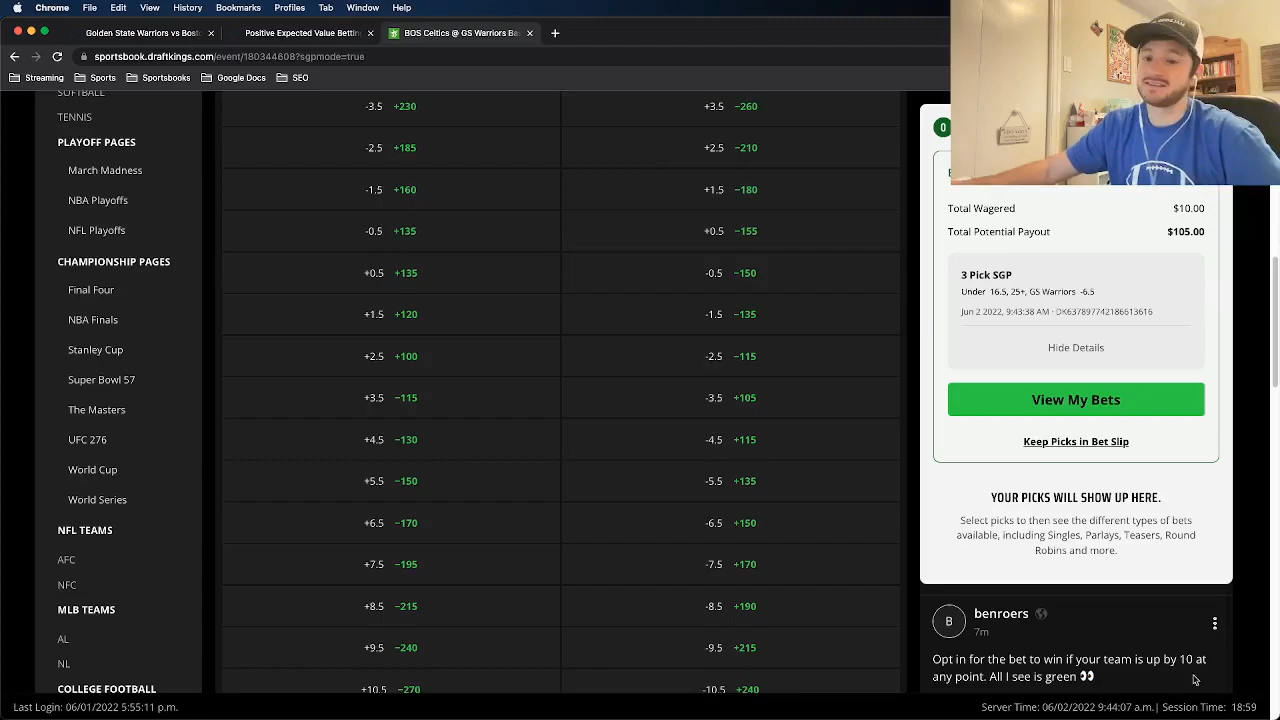 Chrome File Edit View History Bookmarks Profiles Tab Window Help
Golden State Warriors vs Bosto
Positive Expected Value Bettin
BOS Celtics @ GS Warriors Be
sportsbook.draftkings.com/event/180344608?sgpmode=true
Streaming Sports Sportsbooks Google Docs SEO
SOFTBALL
TENNIS
PLAYOFF PAGES
March Madness
NBA Playoffs
NFL Playoffs
CHAMPIONSHIP PAGES
Final Four
NBA Finals
Stanley Cup
Super Bowl 57
The Masters
UFC 276
World Cup
World Series
NFL TEAMS
AFC
NFC
MLB TEAMS
AL
NL
COLLEGE FOOTBALL
-3.5 +230 +3.5 −260
-2.5 +185 +2.5 −210
-1.5 +160 +1.5 −180
-0.5 +135 +0.5 −155
+0.5 +135 -0.5 −150
+1.5 +120 -1.5 −135
+2.5 +100 -2.5 −115
+3.5 −115 -3.5 +105
+4.5 −130 -4.5 +115
+5.5 −150 -5.5 +135
+6.5 −170 -6.5 +150
+7.5 −195 -7.5 +170
+8.5 −215 -8.5 +190
+9.5 −240 -9.5 +215
+10.5 −270 -10.5 +240
0
Total Wagered $10.00
Total Potential Payout $105.00
3 Pick SGP
Under 16.5, 25+, GS Warriors -6.5
Jun 2 2022, 9:43:38 AM · DK637897742186613616
Hide Details
View My Bets
Keep Picks in Bet Slip
YOUR PICKS WILL SHOW UP HERE.
Select picks to then see the different types of bets
available, including Singles, Parlays, Teasers, Round
Robins and more.
B
benroers
7m
Opt in for the bet to win if your team is up by 10 at
any point. All I see is green 👀
Last Login: 06/01/2022 5:55:11 p.m.
Server Time: 06/02/2022 9:44:07 a.m.| Session Time: 18:59